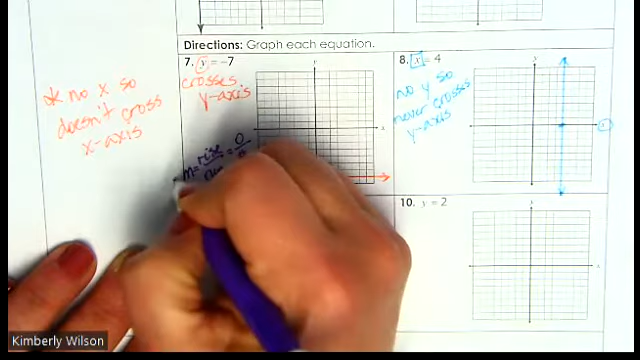 Directions: Graph each equation.
7. y = -7
crosses
y-axis
ok no x so
doesn't cross
x-axis
m = rise = 0
8. x = 4
no y so
never crosses
y-axis
10. y = 2
Kimberly Wilson